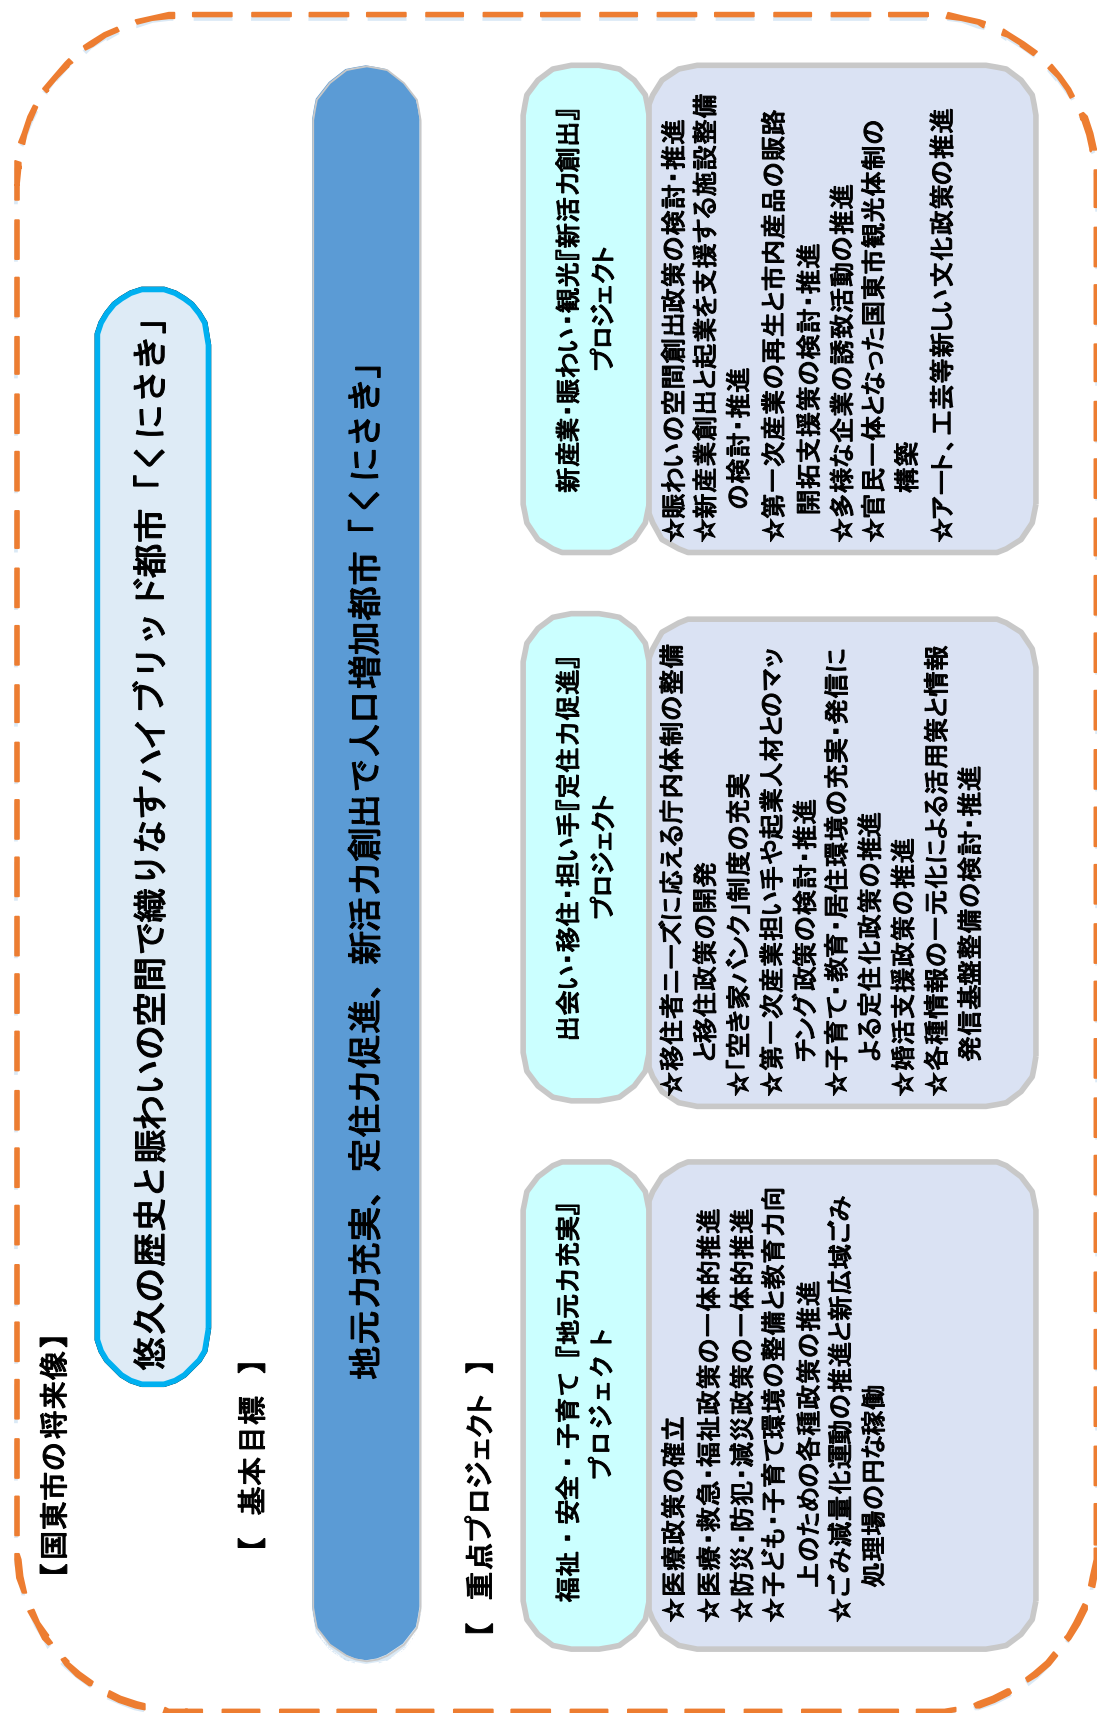 【国東市の将来像】
悠久の歴史と賑わいの空間で織りなすハイブリッド都市「くにさき」
【 基本目標 】
地元力充実、定住力促進、新活力創出で人口増加都市「くにさき」
【 重点プロジェクト 】
福祉・安全・子育て『地元力充実』
プロジェクト
☆医療政策の確立
☆医療・救急・福祉政策の一体的推進
☆防災・防犯・減災政策の一体的推進
☆子ども・子育て環境の整備と教育力向
上のための各種政策の推進
☆ごみ減量化運動の推進と新広域ごみ
処理場の円な稼働
出会い・移住・担い手『定住力促進』
プロジェクト
☆移住者ニーズに応える庁内体制の整備
と移住政策の開発
☆「空き家バンク」制度の充実
☆第一次産業担い手や起業人材とのマッ
チング政策の検討・推進
☆子育て・教育・居住環境の充実・発信に
よる定住化政策の推進
☆婚活支援政策の推進
☆各種情報の一元化による活用策と情報
発信基盤整備の検討・推進
新産業・賑わい・観光『新活力創出』
プロジェクト
☆賑わいの空間創出政策の検討・推進
☆新産業創出と起業を支援する施設整備
の検討・推進
☆第一次産業の再生と市内産品の販路
開拓支援策の検討・推進
☆多様な企業の誘致活動の推進
☆官民一体となった国東市観光体制の
構築
☆アート、工芸等新しい文化政策の推進